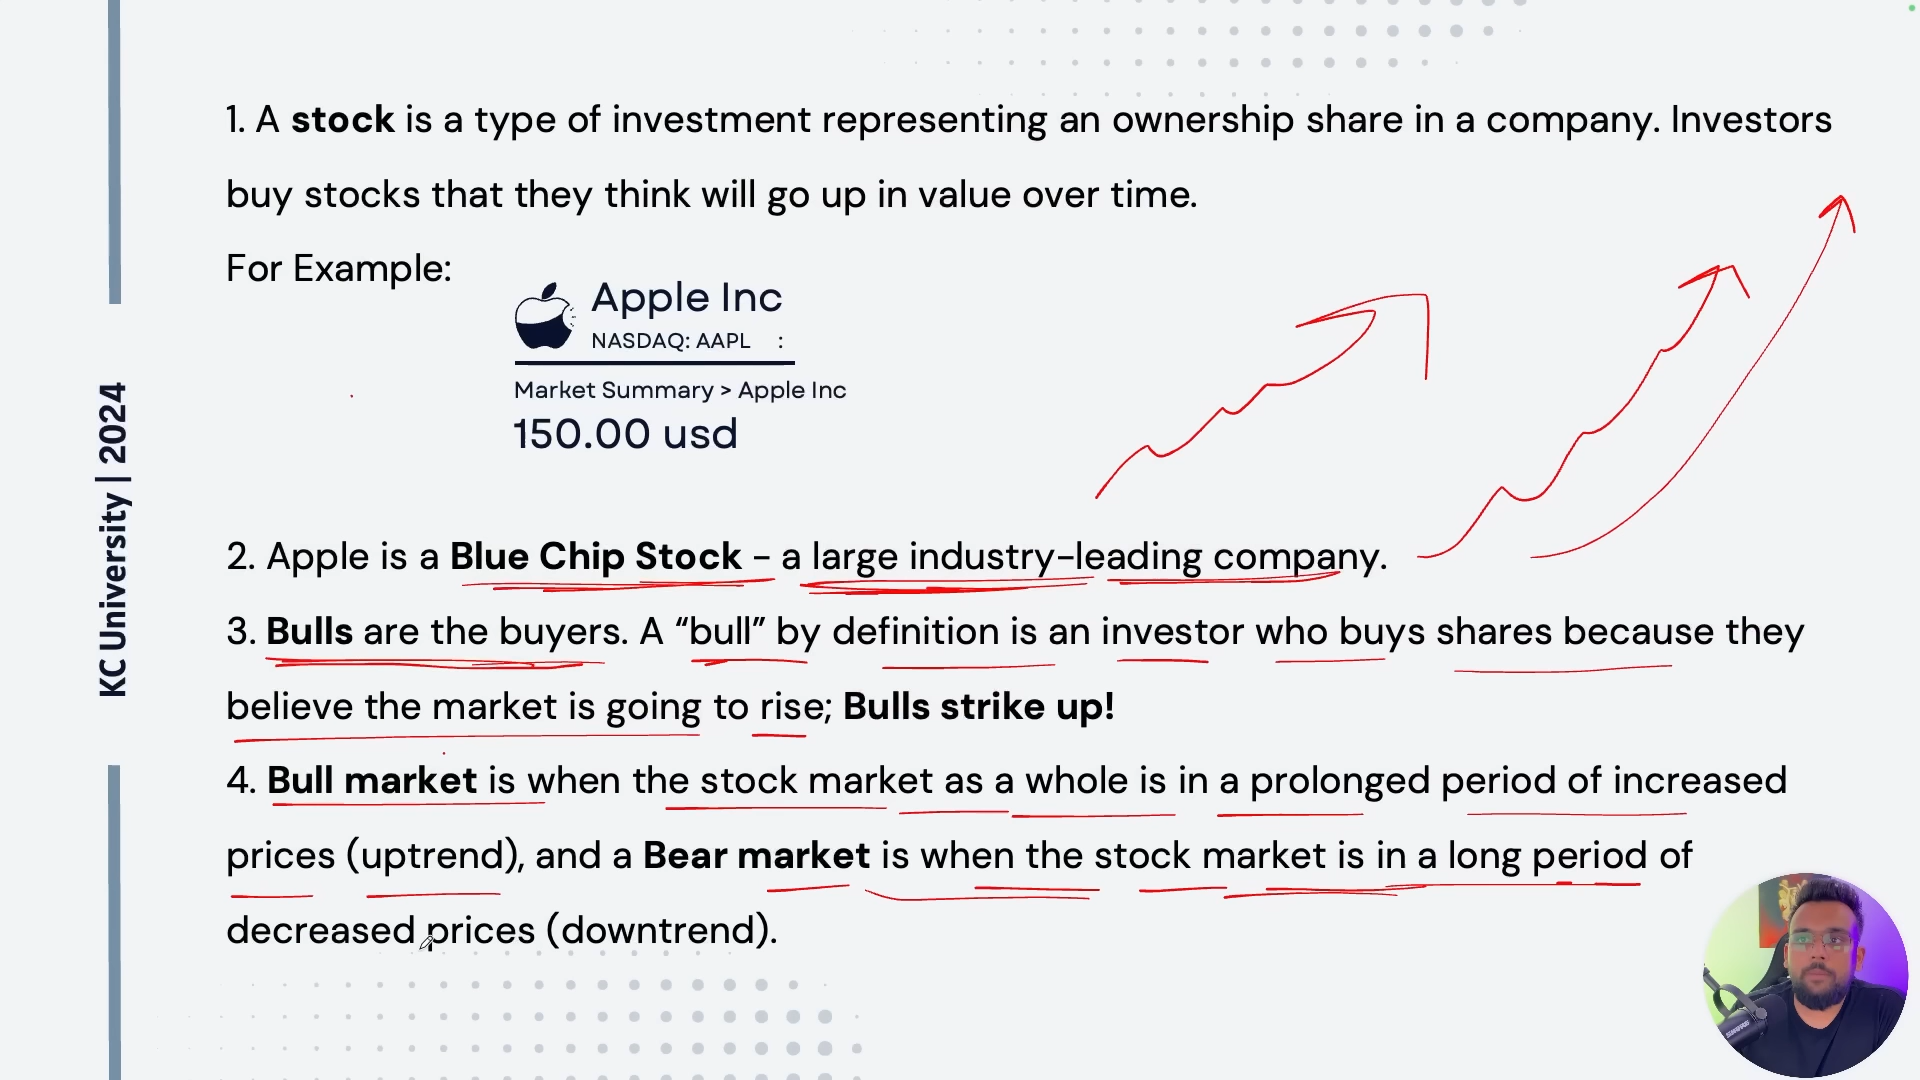 1. A stock is a type of investment representing an ownership share in a company. Investors
buy stocks that they think will go up in value over time.
For Example:
Apple Inc
NASDAQ: AAPL :
Market Summary > Apple Inc
150.00 usd
KC University | 2024
2. Apple is a Blue Chip Stock - a large industry-leading company.
3. Bulls are the buyers. A “bull” by definition is an investor who buys shares because they
believe the market is going to rise; Bulls strike up!
4. Bull market is when the stock market as a whole is in a prolonged period of increased
prices (uptrend), and a Bear market is when the stock market is in a long period of
decreased prices (downtrend).